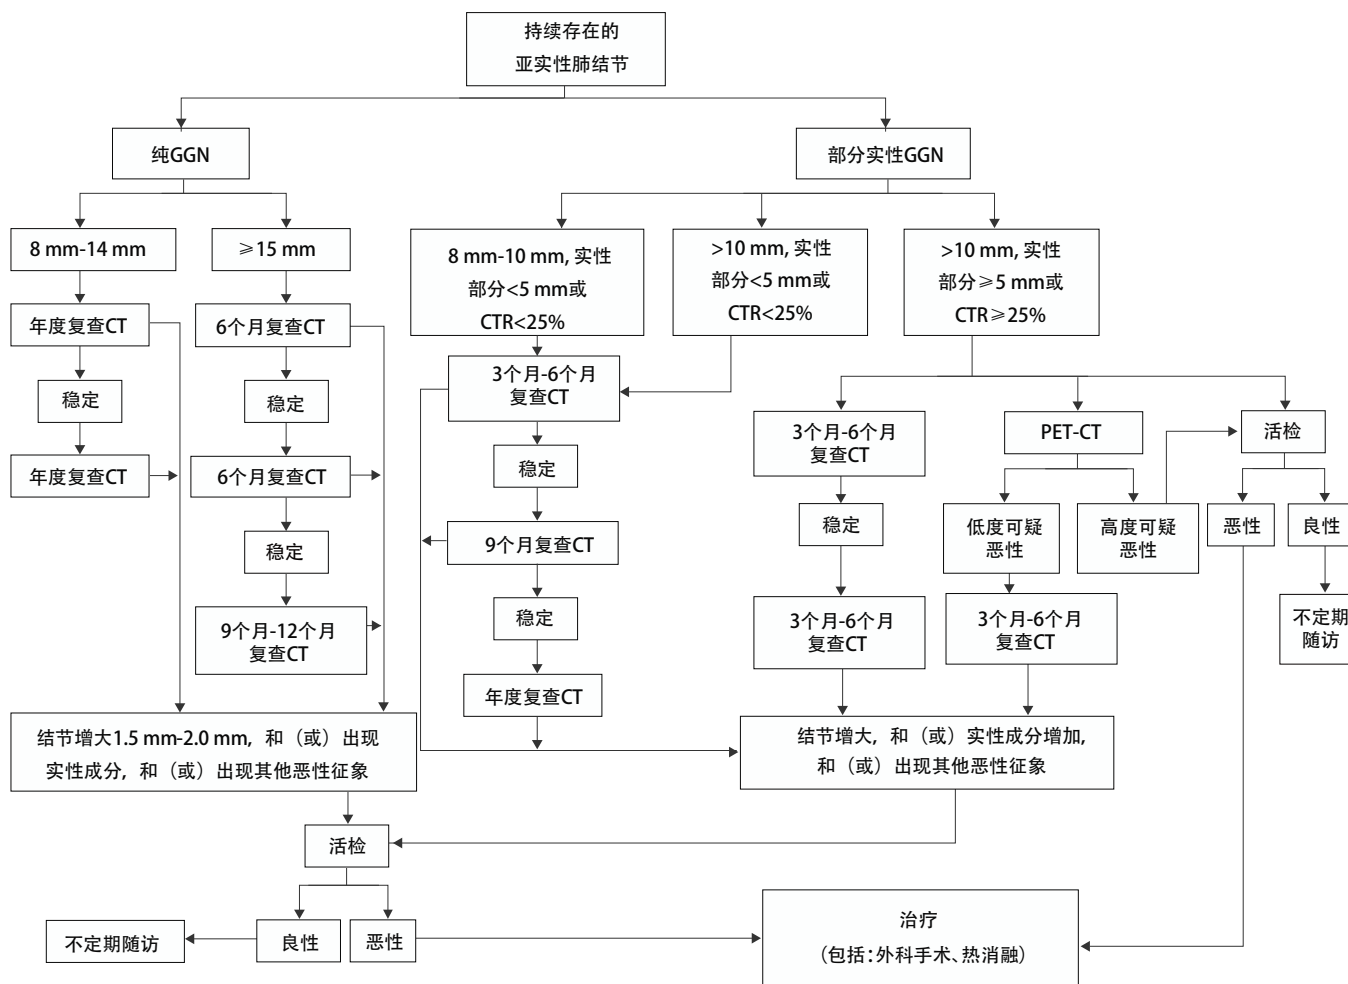 持续存在的
亚实性肺结节
纯GGN
部分实性GGN
8 mm-14 mm
≥15 mm
8 mm-10 mm, 实性
部分<5 mm或
CTR<25%
>10 mm, 实性
部分<5 mm或
CTR<25%
>10 mm, 实性
部分≥5 mm或
CTR≥25%
年度复查CT
6个月复查CT
3个月-6个月
复查CT
稳定
稳定
3个月-6个月
复查CT
PET-CT
活检
年度复查CT
6个月复查CT
稳定
稳定
低度可疑
恶性
高度可疑
恶性
恶性
良性
稳定
9个月复查CT
9个月-12个月
复查CT
稳定
3个月-6个月
复查CT
3个月-6个月
复查CT
不定期
随访
年度复查CT
结节增大1.5 mm-2.0 mm, 和（或）出现
实性成分, 和（或）出现其他恶性征象
结节增大, 和（或）实性成分增加,
和（或）出现其他恶性征象
活检
不定期随访
良性
恶性
治疗
(包括：外科手术、热消融)